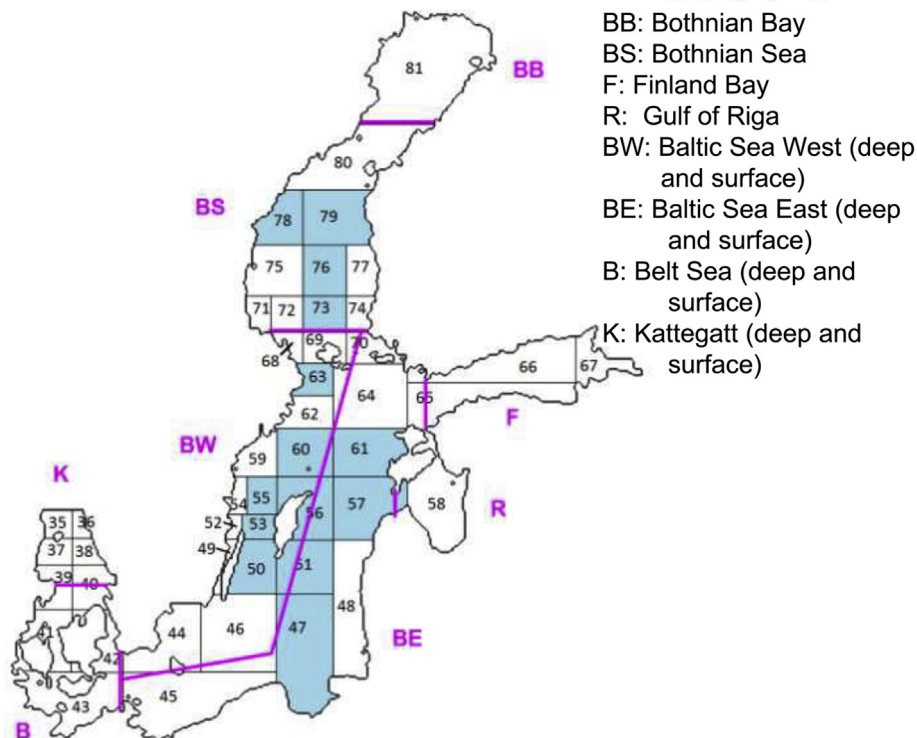 BB: Bothnian Bay
BS: Bothnian Sea
F: Finland Bay
R: Gulf of Riga
BW: Baltic Sea West (deep
and surface)
BE: Baltic Sea East (deep
and surface)
B: Belt Sea (deep and
surface)
K: Kattegatt (deep and
surface)
81
BB
80
BS
78 79
75 76 77
71 72 73 74
68 69 70
66 67
63
64 65
62
F
BW
59 60 61
K
54 55 56 57 58
R
35 36
52 53
37 38
49
50 51
39 40
48
41 44 46 47
BE
42
45
43
B